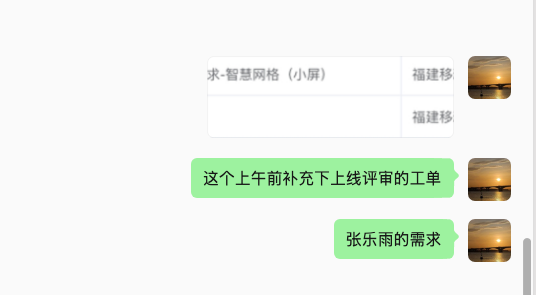 求-智慧网格（小屏）
福建移
福建移
这个上午前补充下上线评审的工单
张乐雨的需求